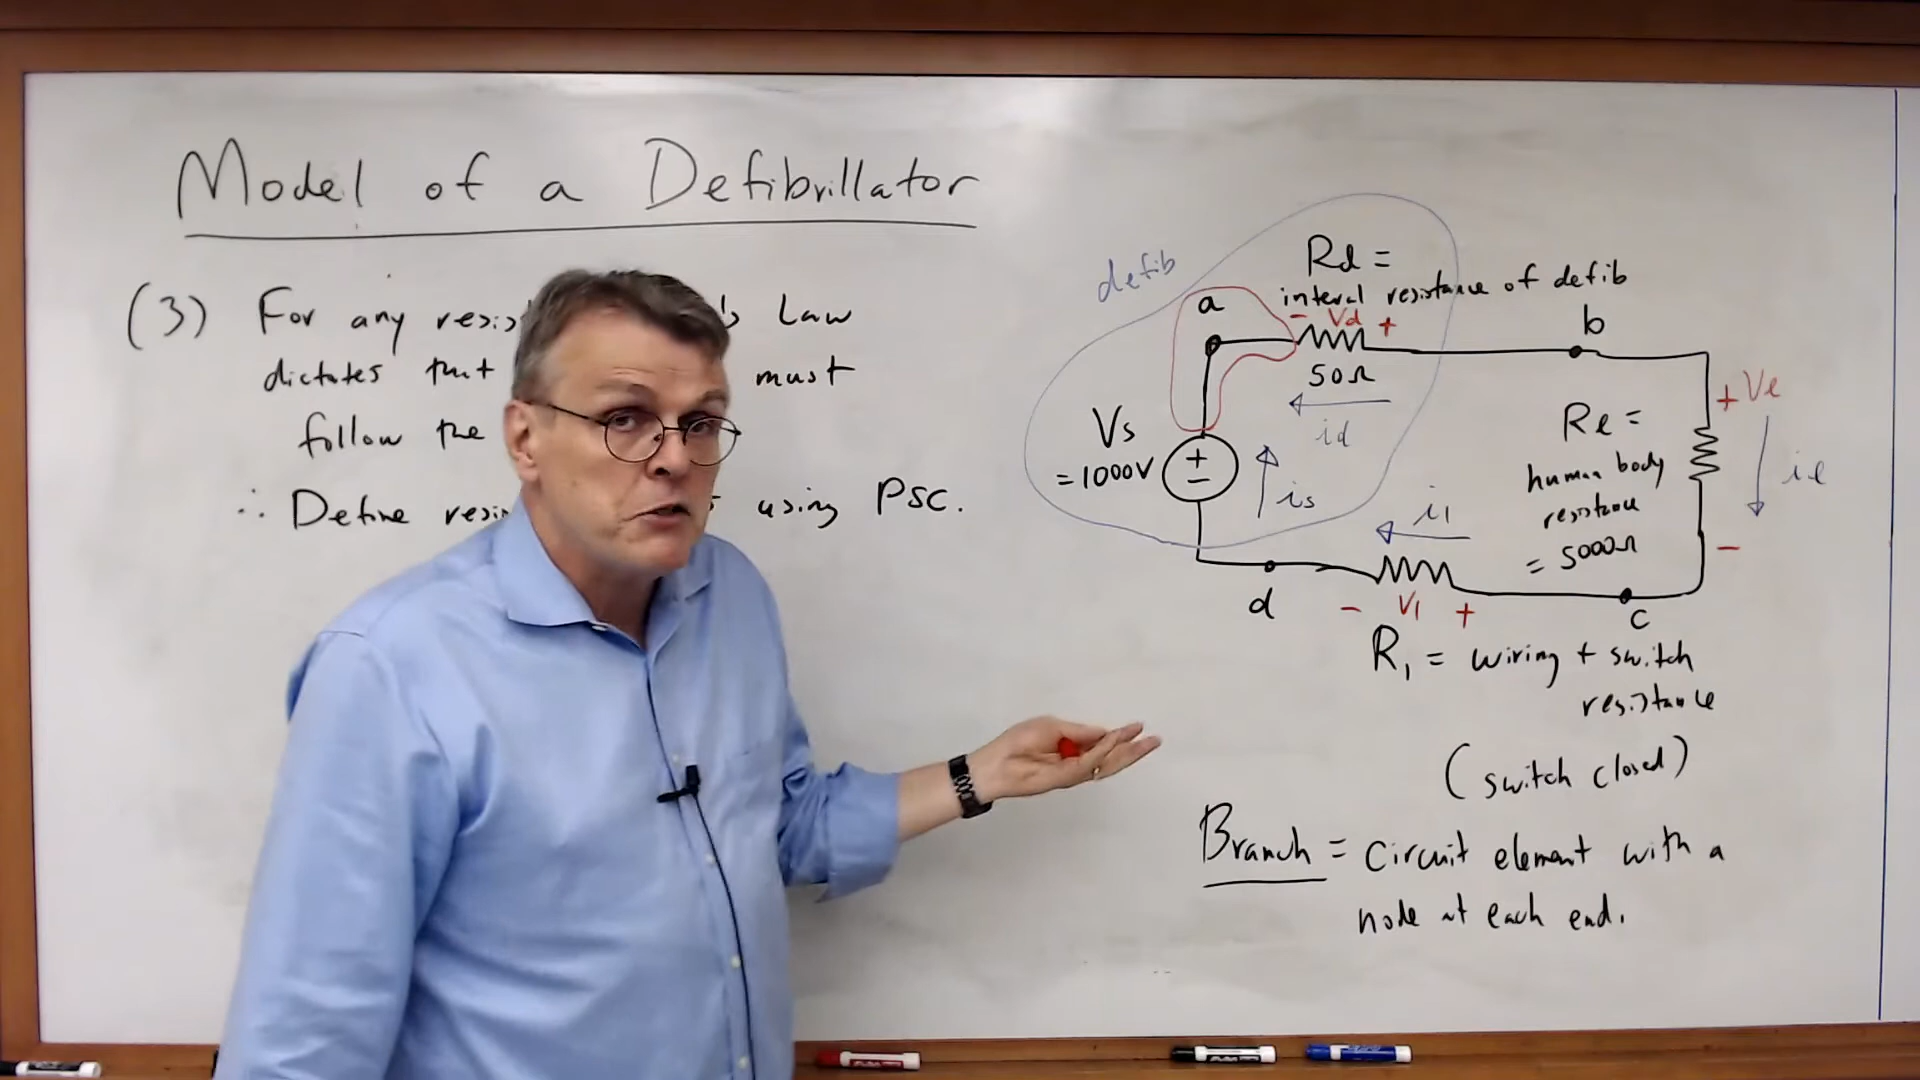 Model of a Defibrillator
(3) For any resis s Law
dictates that must
follow the
∴ Define resis using PSC.
defib
Rd =
interal resistance of defib
a
- Vd +
b
50Ω
id
Vs
= 1000V
+
-
is
+ Ve
Re =
human body
resistance
= 5000Ω
ie
-
i1
d
- V1 +
c
R1 = wiring + switch
resistance
(switch closed)
Branch = circuit element with a
node at each end.